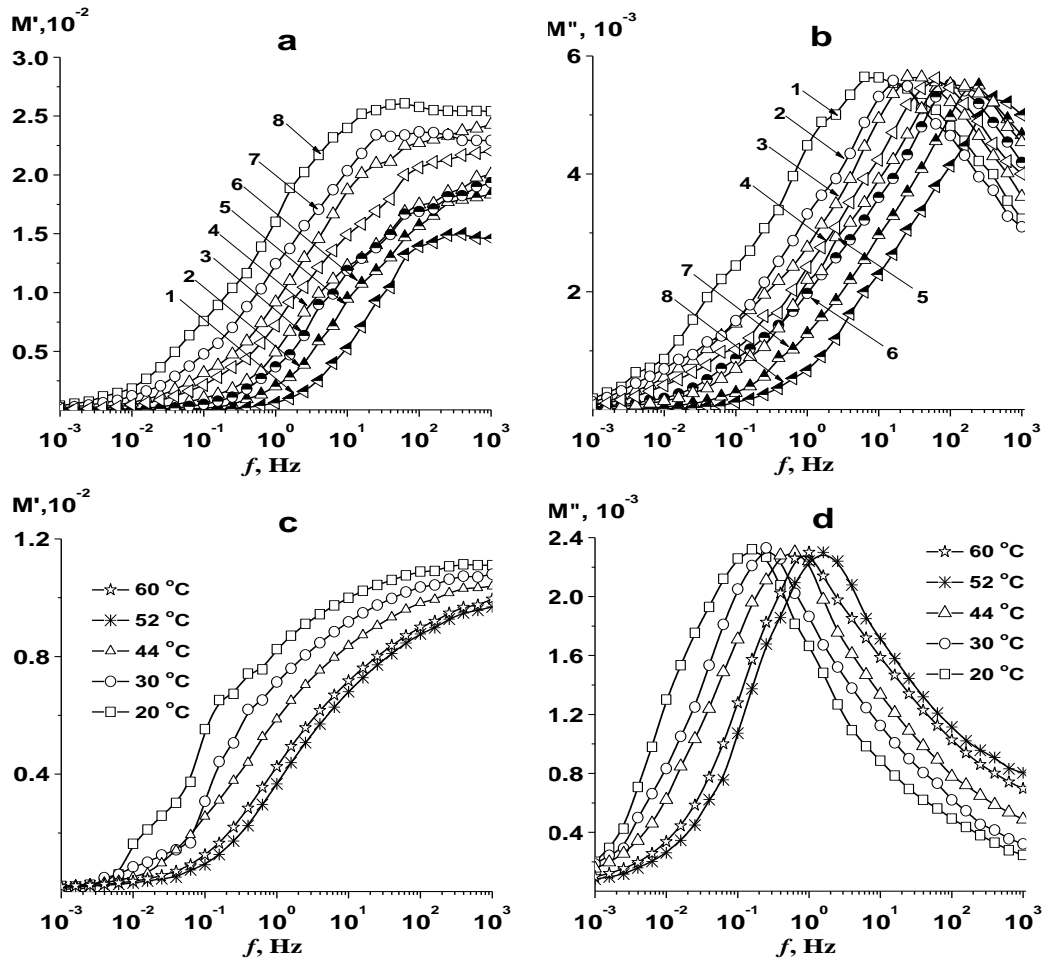 M',10⁻² a
3.0
2.5
2.0
1.5
1.0
0.5
8
7
6
5
4
3
2
1
10⁻³ 10⁻² 10⁻¹ 10⁰ 10¹ 10² 10³
f, Hz
M'', 10⁻³ b
6
4
2
1
2
3
4
7
8
5
6
10⁻³ 10⁻² 10⁻¹ 10⁰ 10¹ 10² 10³
f, Hz
M',10⁻² c
1.2
0.8
0.4
60 °C
52 °C
44 °C
30 °C
20 °C
10⁻³ 10⁻² 10⁻¹ 10⁰ 10¹ 10² 10³
f, Hz
M'', 10⁻³ d
2.4
2.0
1.6
1.2
0.8
0.4
60 °C
52 °C
44 °C
30 °C
20 °C
10⁻³ 10⁻² 10⁻¹ 10⁰ 10¹ 10² 10³
f, Hz